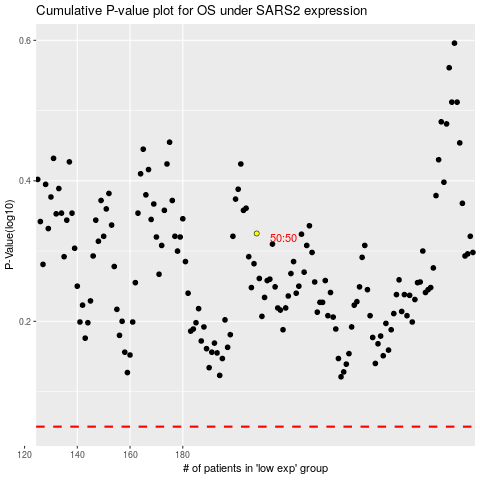 Cumulative P-value plot for OS under SARS2 expression
P-Value(log10)
0.6
0.4
0.2
50:50
120
140
160
180
# of patients in 'low exp' group